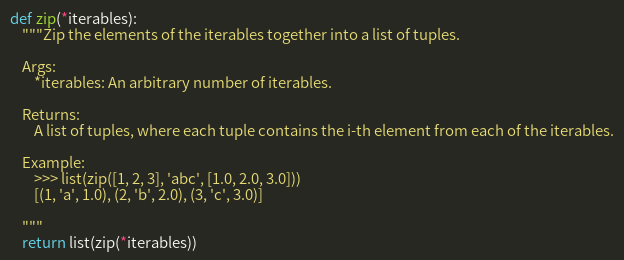 def zip(*iterables):
    """Zip the elements of the iterables together into a list of tuples.

    Args:
        *iterables: An arbitrary number of iterables.

    Returns:
        A list of tuples, where each tuple contains the i-th element from each of the iterables.

    Example:
        >>> list(zip([1, 2, 3], 'abc', [1.0, 2.0, 3.0]))
        [(1, 'a', 1.0), (2, 'b', 2.0), (3, 'c', 3.0)]

    """
    return list(zip(*iterables))